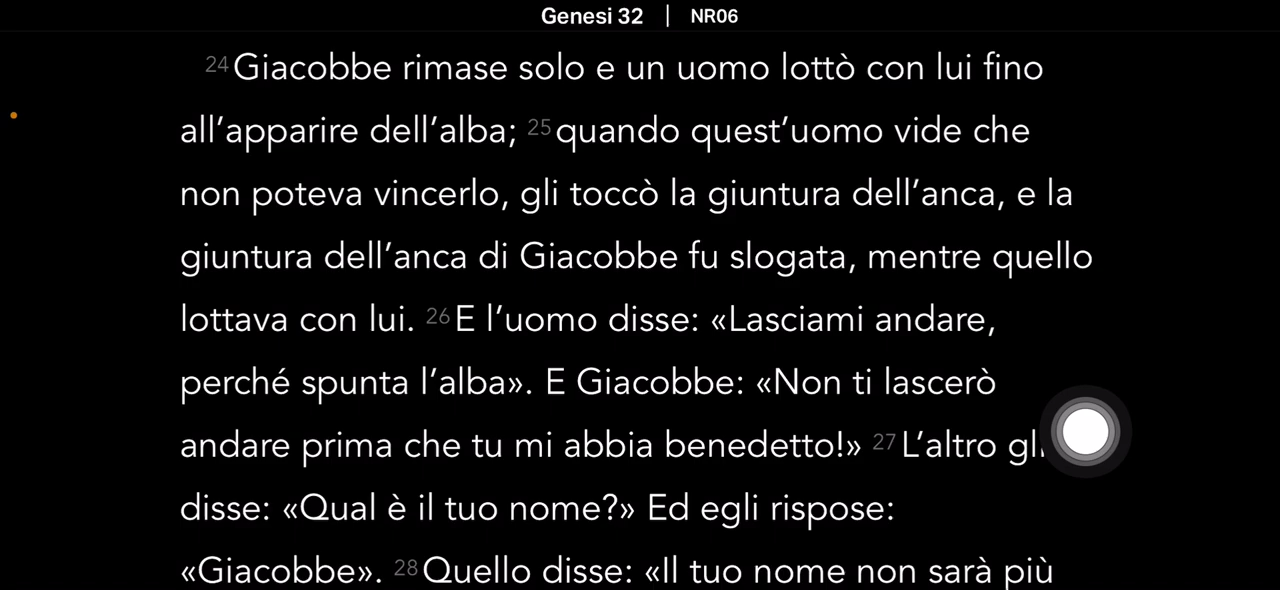 Genesi 32 | NR06
24 Giacobbe rimase solo e un uomo lottò con lui fino
all’apparire dell’alba; 25 quando quest’uomo vide che
non poteva vincerlo, gli toccò la giuntura dell’anca, e la
giuntura dell’anca di Giacobbe fu slogata, mentre quello
lottava con lui. 26 E l’uomo disse: «Lasciami andare,
perché spunta l’alba». E Giacobbe: «Non ti lascerò
andare prima che tu mi abbia benedetto!» 27 L’altro gli
disse: «Qual è il tuo nome?» Ed egli rispose:
«Giacobbe». 28 Quello disse: «Il tuo nome non sarà più